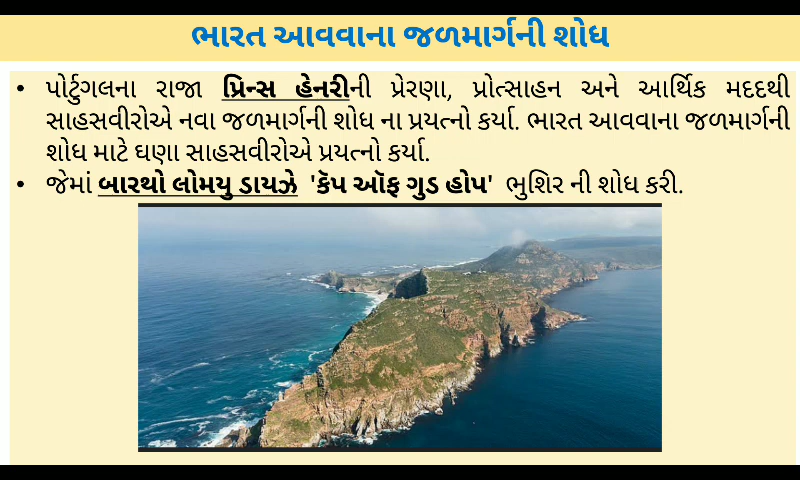 ભારત આવવાના જળમાર્ગની શોધ
• પોર્ટુગલના રાજા પ્રિન્સ હેનરીની પ્રેરણા, પ્રોત્સાહન અને આર્થિક મદદથી
સાહસવીરોએ નવા જળમાર્ગની શોધ ના પ્રયત્નો કર્યા. ભારત આવવાના જળમાર્ગની
શોધ માટે ઘણા સાહસવીરોએ પ્રયત્નો કર્યા.
• જેમાં બારથો લોમયુ ડાયઝે 'કૅપ ઑફ ગુડ હોપ' ભુશિર ની શોધ કરી.